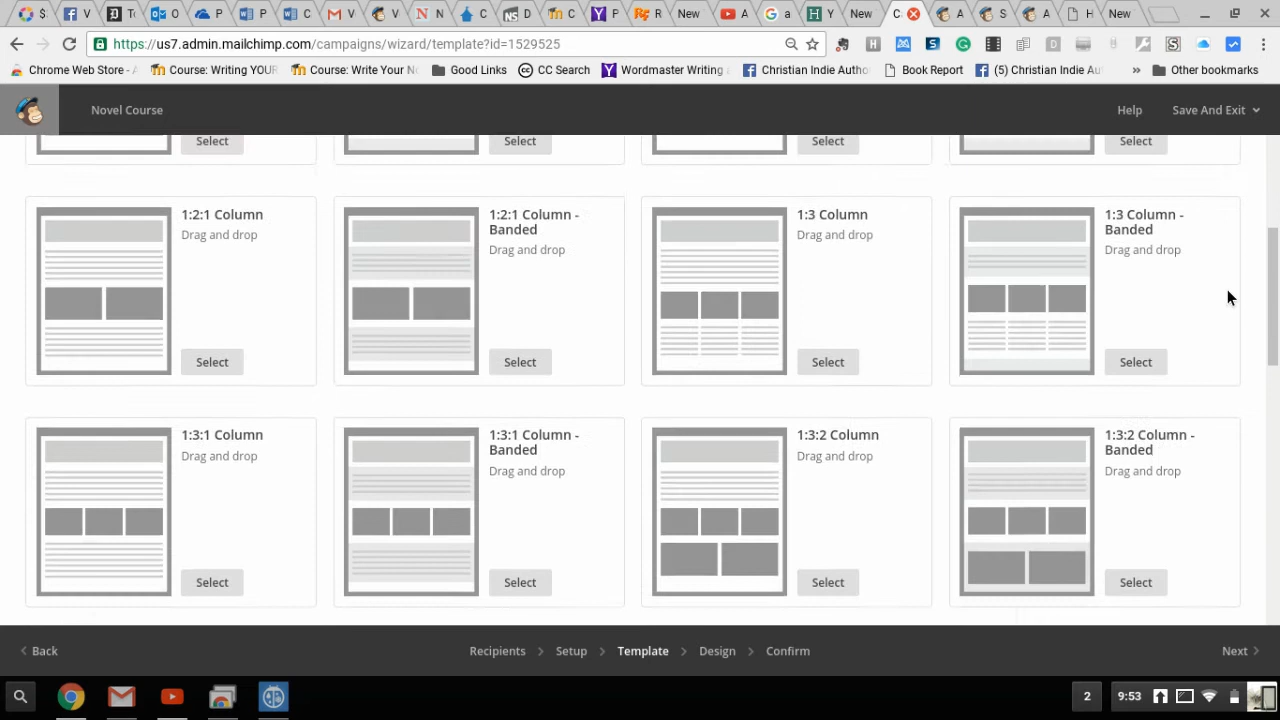 V
D
T
O
P
P
C
V
V
N
C
D
C
P
R
New
A
a
Y
New
C
A
S
A
H
New
https://us7.admin.mailchimp.com/campaigns/wizard/template?id=1529525
Chrome Web Store - A
Course: Writing YOUR
Course: Write Your No
Good Links
CC Search
Wordmaster Writing a
Christian Indie Autho
Book Report
(5) Christian Indie Aut
»
Other bookmarks
Novel Course
Help
Save And Exit
Select
Select
Select
Select
1:2:1 Column
Drag and drop
Select
1:2:1 Column -
Banded
Drag and drop
Select
1:3 Column
Drag and drop
Select
1:3 Column -
Banded
Drag and drop
Select
1:3:1 Column
Drag and drop
Select
1:3:1 Column -
Banded
Drag and drop
Select
1:3:2 Column
Drag and drop
Select
1:3:2 Column -
Banded
Drag and drop
Select
Back
Recipients
Setup
Template
Design
Confirm
Next
2
9:53